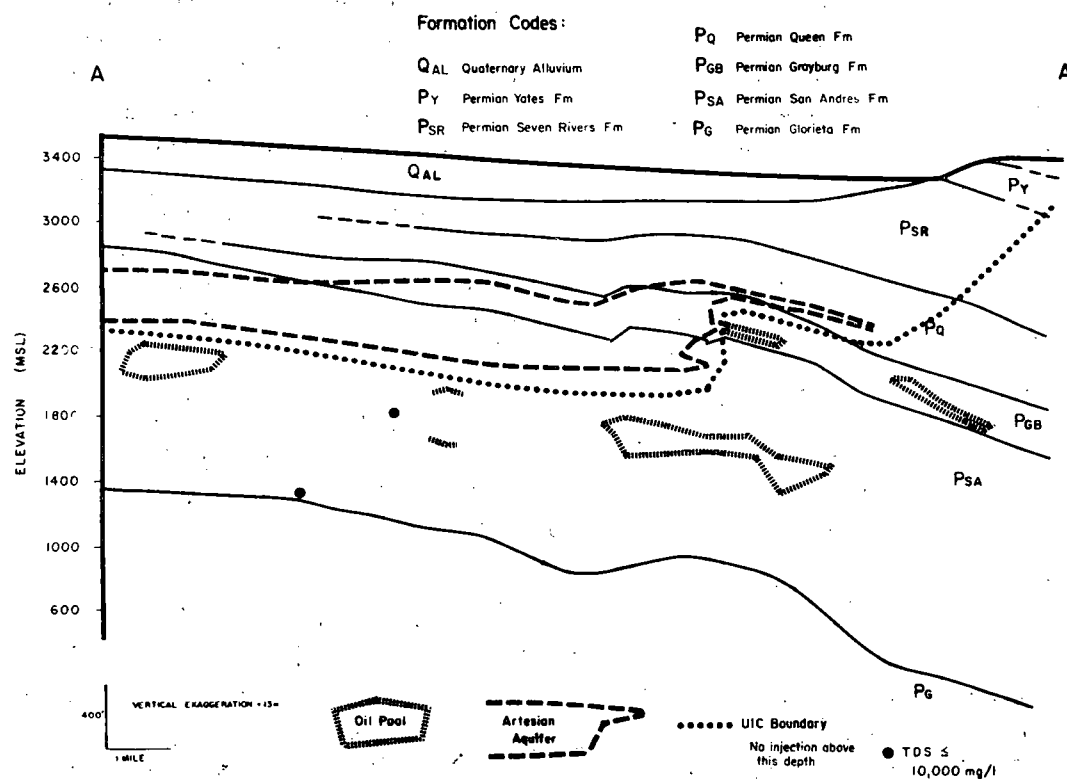 Formation Codes:
QAL Quaternary Alluvium
PY Permian Yates Fm
PSR Permian Seven Rivers Fm
PQ Permian Queen Fm
PGB Permian Grayburg Fm
PSA Permian San Andres Fm
PG Permian Glorieta Fm
A
A
ELEVATION (MSL)
3400
3000
2600
2200
1800
1400
1000
600
QAL
PY
PSR
PQ
PGB
PSA
PG
400'
1 MILE
VERTICAL EXAGERATION
Oil Pool
Artesian
Aquifer
UIC Boundary
No injection above
this depth
TDS ≤
10,000 mg/l